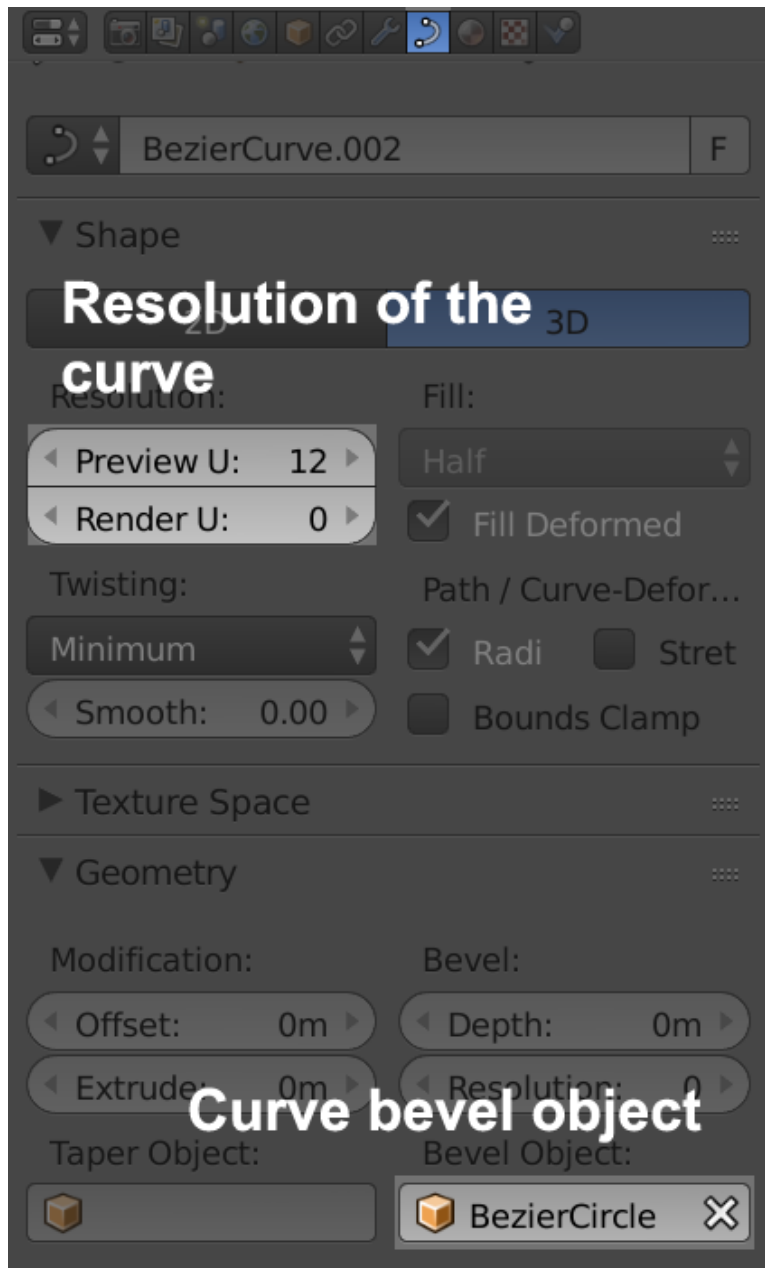 BezierCurve.002 F
Shape
Resolution of the
curve
2D 3D
Resolution: Fill:
Preview U: 12 Half
Render U: 0 Fill Deformed
Twisting: Path / Curve-Defor...
Minimum Radi Stret
Smooth: 0.00 Bounds Clamp
Texture Space
Geometry
Modification: Bevel:
Offset: 0m Depth: 0m
Extrude: 0m Resolution: 0
Curve bevel object
Taper Object: Bevel Object:
BezierCircle